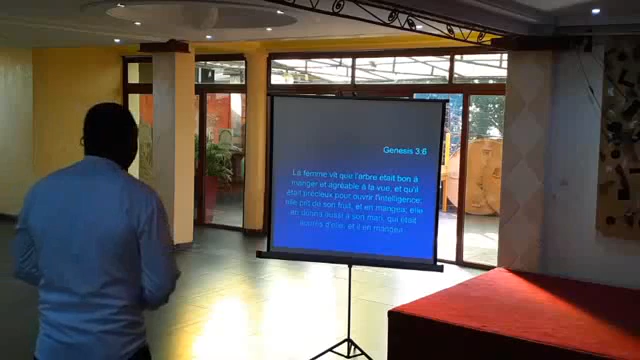 Genesis 3:6
La femme vit que l'arbre était bon à
manger et agréable à la vue, et qu'il
était précieux pour ouvrir l'intelligence;
elle prit de son fruit, et en mangea; elle
en donna aussi à son mari, qui était
auprès d'elle, et il en mangea.